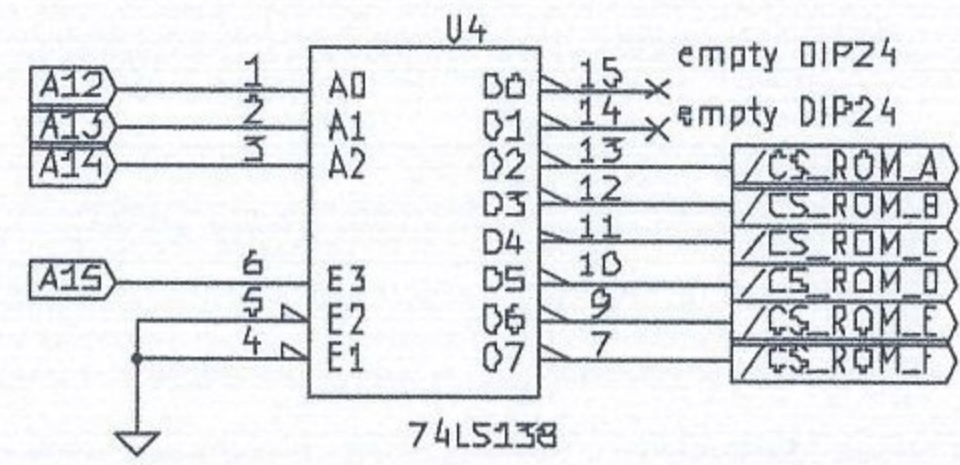 U4
A12 1 A0 D0 15 empty DIP24
A13 2 A1 D1 14 empty DIP24
A14 3 A2 D2 13 /CS_ROM_A
D3 12 /CS_ROM_B
D4 11 /CS_ROM_C
A15 6 E3 D5 10 /CS_ROM_D
5 E2 D6 9 /CS_ROM_E
4 E1 D7 7 /CS_ROM_F
74LS138